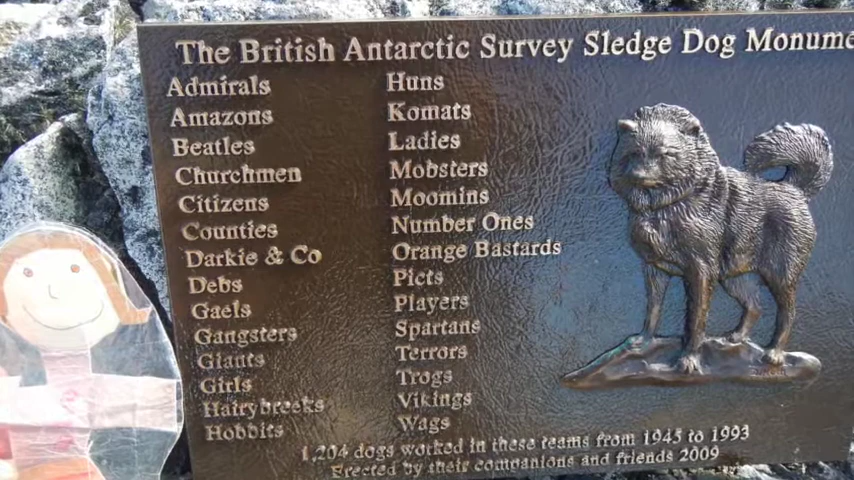 The British Antarctic Survey Sledge Dog Monume
Admirals
Amazons
Beatles
Churchmen
Citizens
Counties
Darkie & Co
Debs
Gaels
Gangsters
Giants
Girls
Hairybreeks
Hobbits
Huns
Komats
Ladies
Mobsters
Moomins
Number Ones
Orange Bastards
Picts
Players
Spartans
Terrors
Trogs
Vikings
Wags
1,204 dogs worked in these teams from 1945 to 1993
Erected by their companions and friends 2009